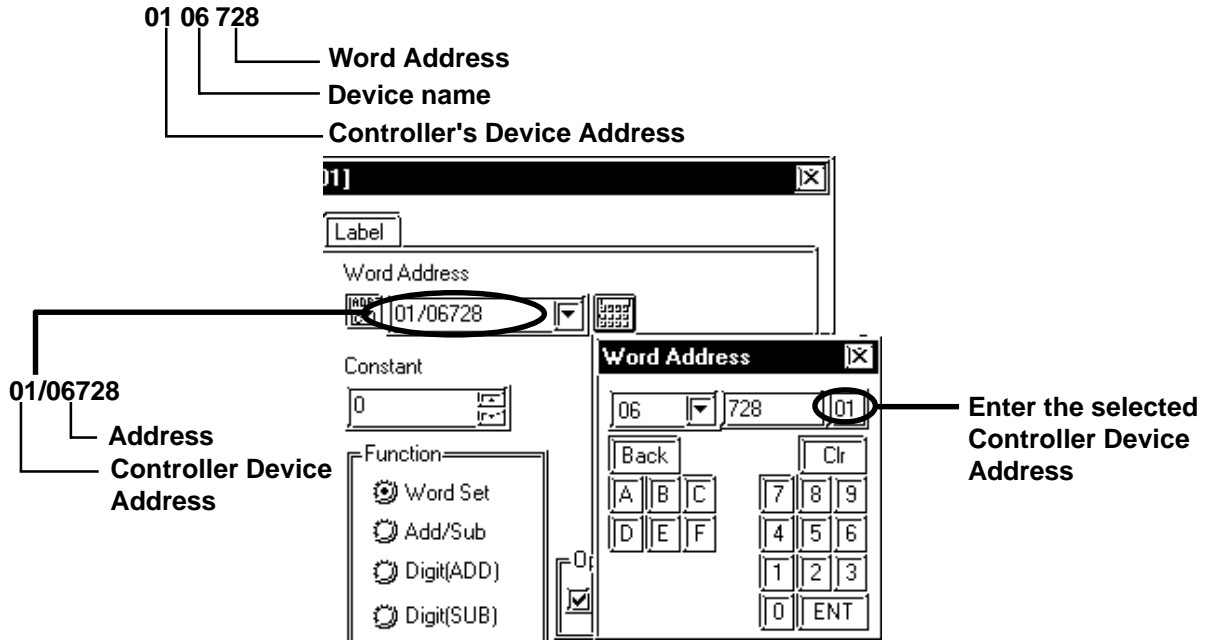 01 06 728
Word Address
Device name
Controller's Device Address
01]
Label
Word Address
01/06728
Constant
Word Address
0
06 728 01
01/06728
Enter the selected
Controller Device
Address
Address
Controller Device
Address
Function
Back Clr
Word Set
A B C 7 8 9
Add/Sub
D E F 4 5 6
Digit(ADD)
1 2 3
Digit(SUB)
0 ENT